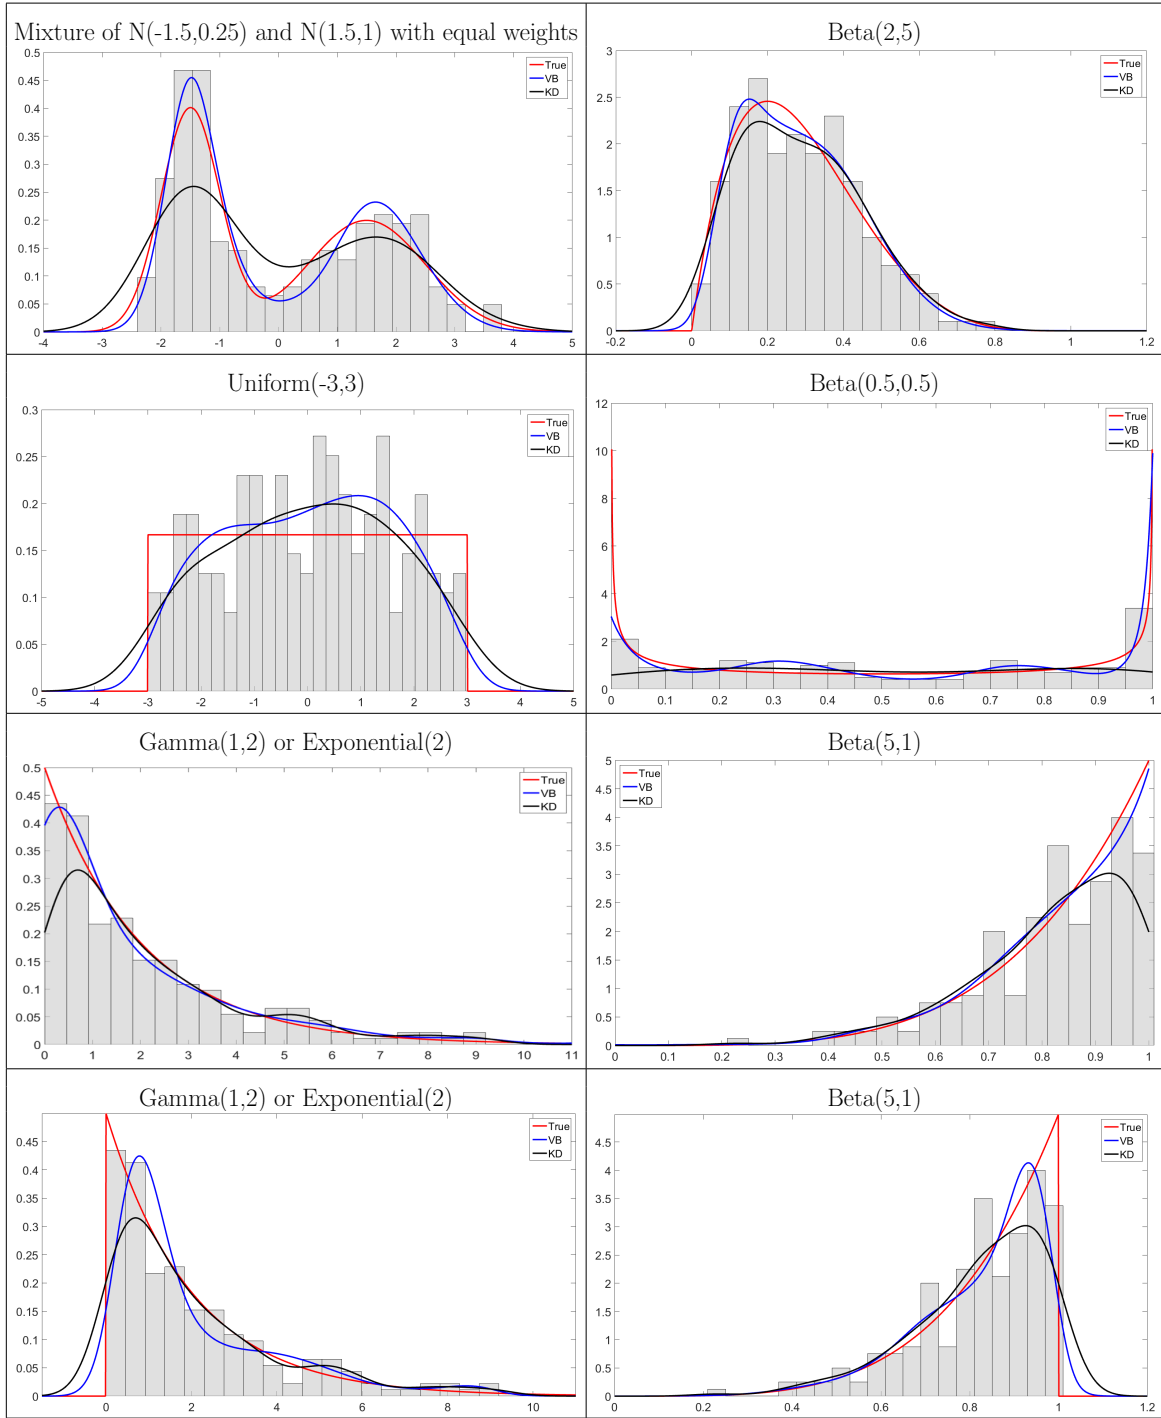 Mixture of N(-1.5,0.25) and N(1.5,1) with equal weights
0.5
0.45
0.4
0.35
0.3
0.25
0.2
0.15
0.1
0.05
0
-4 -3 -2 -1 0 1 2 3 4 5
True
VB
KD
Beta(2,5)
3
2.5
2
1.5
1
0.5
0
-0.2 0 0.2 0.4 0.6 0.8 1 1.2
True
VB
KD
Uniform(-3,3)
0.3
0.25
0.2
0.15
0.1
0.05
0
-5 -4 -3 -2 -1 0 1 2 3 4 5
True
VB
KD
Beta(0.5,0.5)
12
10
8
6
4
2
0
0 0.1 0.2 0.3 0.4 0.5 0.6 0.7 0.8 0.9 1
True
VB
KD
Gamma(1,2) or Exponential(2)
0.5
0.45
0.4
0.35
0.3
0.25
0.2
0.15
0.1
0.05
0
0 1 2 3 4 5 6 7 8 9 10 11
True
VB
KD
Beta(5,1)
5
4.5
4
3.5
3
2.5
2
1.5
1
0.5
0
0 0.1 0.2 0.3 0.4 0.5 0.6 0.7 0.8 0.9 1
True
VB
KD
Gamma(1,2) or Exponential(2)
0.45
0.4
0.35
0.3
0.25
0.2
0.15
0.1
0.05
0
0 2 4 6 8 10
True
VB
KD
Beta(5,1)
4.5
4
3.5
3
2.5
2
1.5
1
0.5
0
0 0.2 0.4 0.6 0.8 1 1.2
True
VB
KD